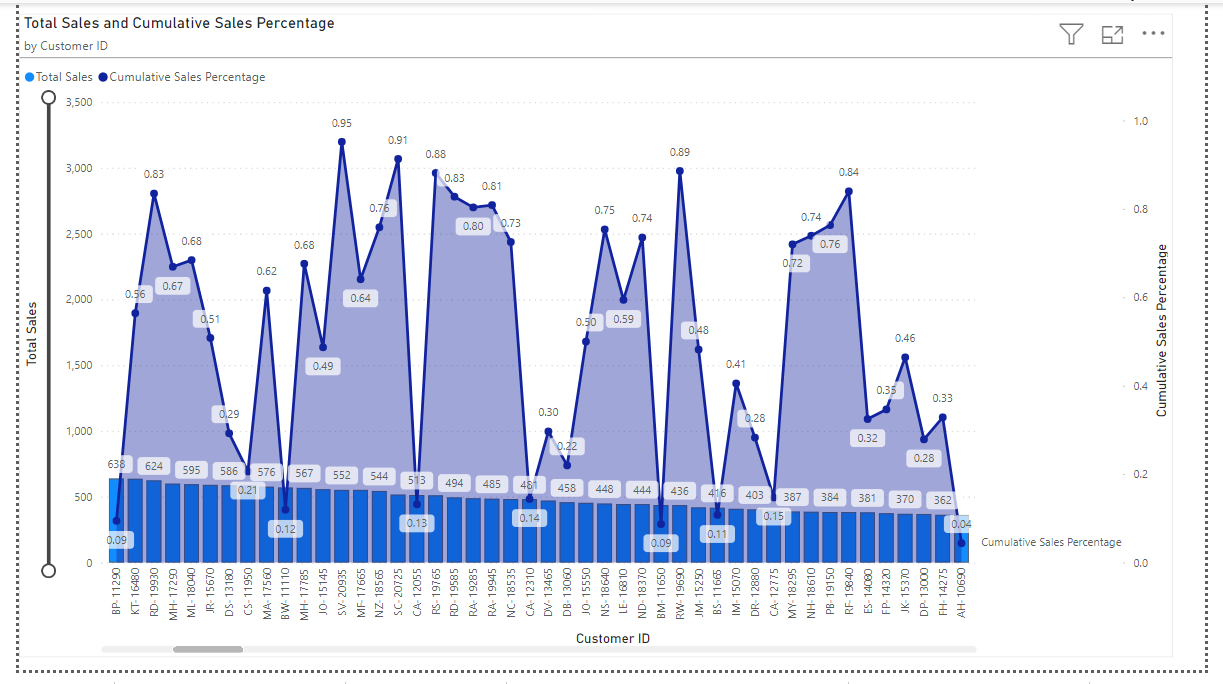 Total Sales and Cumulative Sales Percentage
by Customer ID
Total Sales Cumulative Sales Percentage
3,500
3,000
2,500
2,000
1,500
1,000
500
0
Total Sales
0.09
0.56
0.83
0.67
0.68
0.51
0.29
0.21
0.62
0.12
0.68
0.49
0.95
0.64
0.76
0.91
0.13
0.88
0.83
0.80
0.81
0.73
0.14
0.30
0.22
0.50
0.75
0.59
0.74
0.09
0.89
0.48
0.11
0.41
0.28
0.15
0.72
0.74
0.76
0.84
0.32
0.35
0.46
0.28
0.33
0.04
638 624 595 586 576 567 552 544 513 494 485 481 458 448 444 436 416 403 387 384 381 370 362
1.0
0.8
0.6
0.4
0.2
0.0
Cumulative Sales Percentage
Cumulative Sales Percentage
BP-11290
KT-16480
RD-19930
MH-17290
ML-18040
JR-15670
DS-13180
CS-11950
MA-17560
BW-11110
MH-17785
JO-15145
SV-20935
MF-17665
NZ-18565
SC-20725
CA-12055
RS-19765
RD-19585
RA-19285
RA-19945
NC-18535
CA-12310
DV-13465
DB-13060
JO-15550
NS-18640
LE-16810
ND-18370
BM-11650
RW-19690
JM-15250
BS-11665
IM-15070
DR-12880
CA-12775
MY-18295
NH-18610
PB-19150
RF-19840
ES-14080
FP-14320
JK-15370
DP-13000
FH-14275
AH-10690
Customer ID